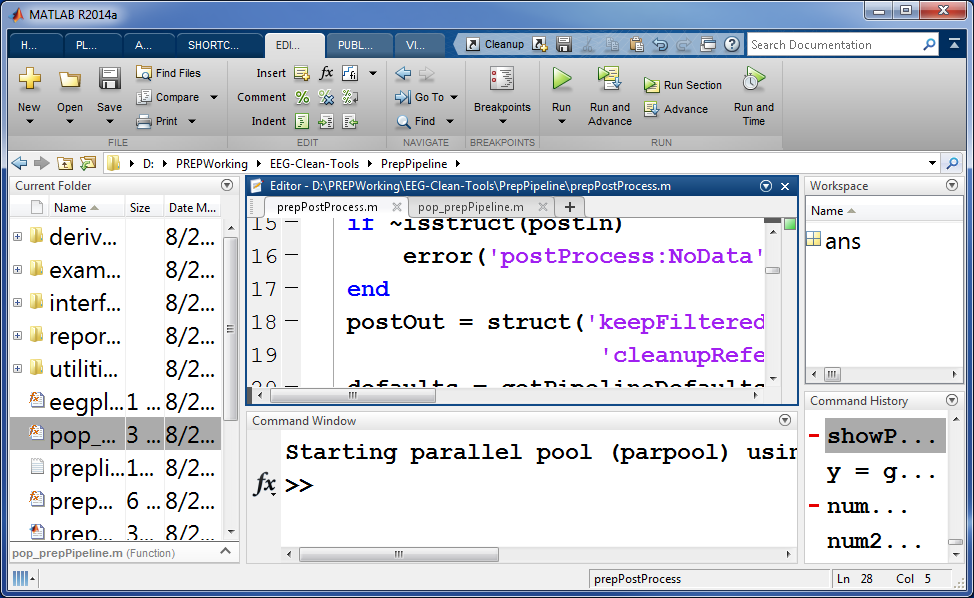 MATLAB R2014a
H... PL... A... SHORTC... EDI... PUBL... VI... Cleanup Search Documentation
New Open Save Find Files Compare Print
Insert fx Comment Indent
Go To Find
Breakpoints
Run Run and Advance Run Section Advance Run and Time
FILE EDIT NAVIGATE BREAKPOINTS RUN
D: PREPWorking EEG-Clean-Tools PrepPipeline
Current Folder
Name Size Date M...
deriv... 8/2...
exam... 8/2...
interf... 8/2...
repor... 8/2...
utiliti... 8/2...
eegpl... 1 ... 8/2...
pop_... 3 ... 8/2...
prepli... 1... 8/2...
prep... 6 ... 8/2...
prep... 3... 8/2...
pop_prepPipeline.m (Function)
Editor - D:\PREPWorking\EEG-Clean-Tools\PrepPipeline\prepPostProcess.m
prepPostProcess.m pop_prepPipeline.m
15 — if ~isstruct(postIn)
16 — error('postProcess:NoData'
17 — end
18 — postOut = struct('keepFiltered
19 'cleanupRefe
20 — defaults = getPipelineDefaults
Command Window
Starting parallel pool (parpool) usin
fx >>
Workspace
Name
ans
Command History
showP...
y = g...
num...
num2...
prepPostProcess Ln 28 Col 5